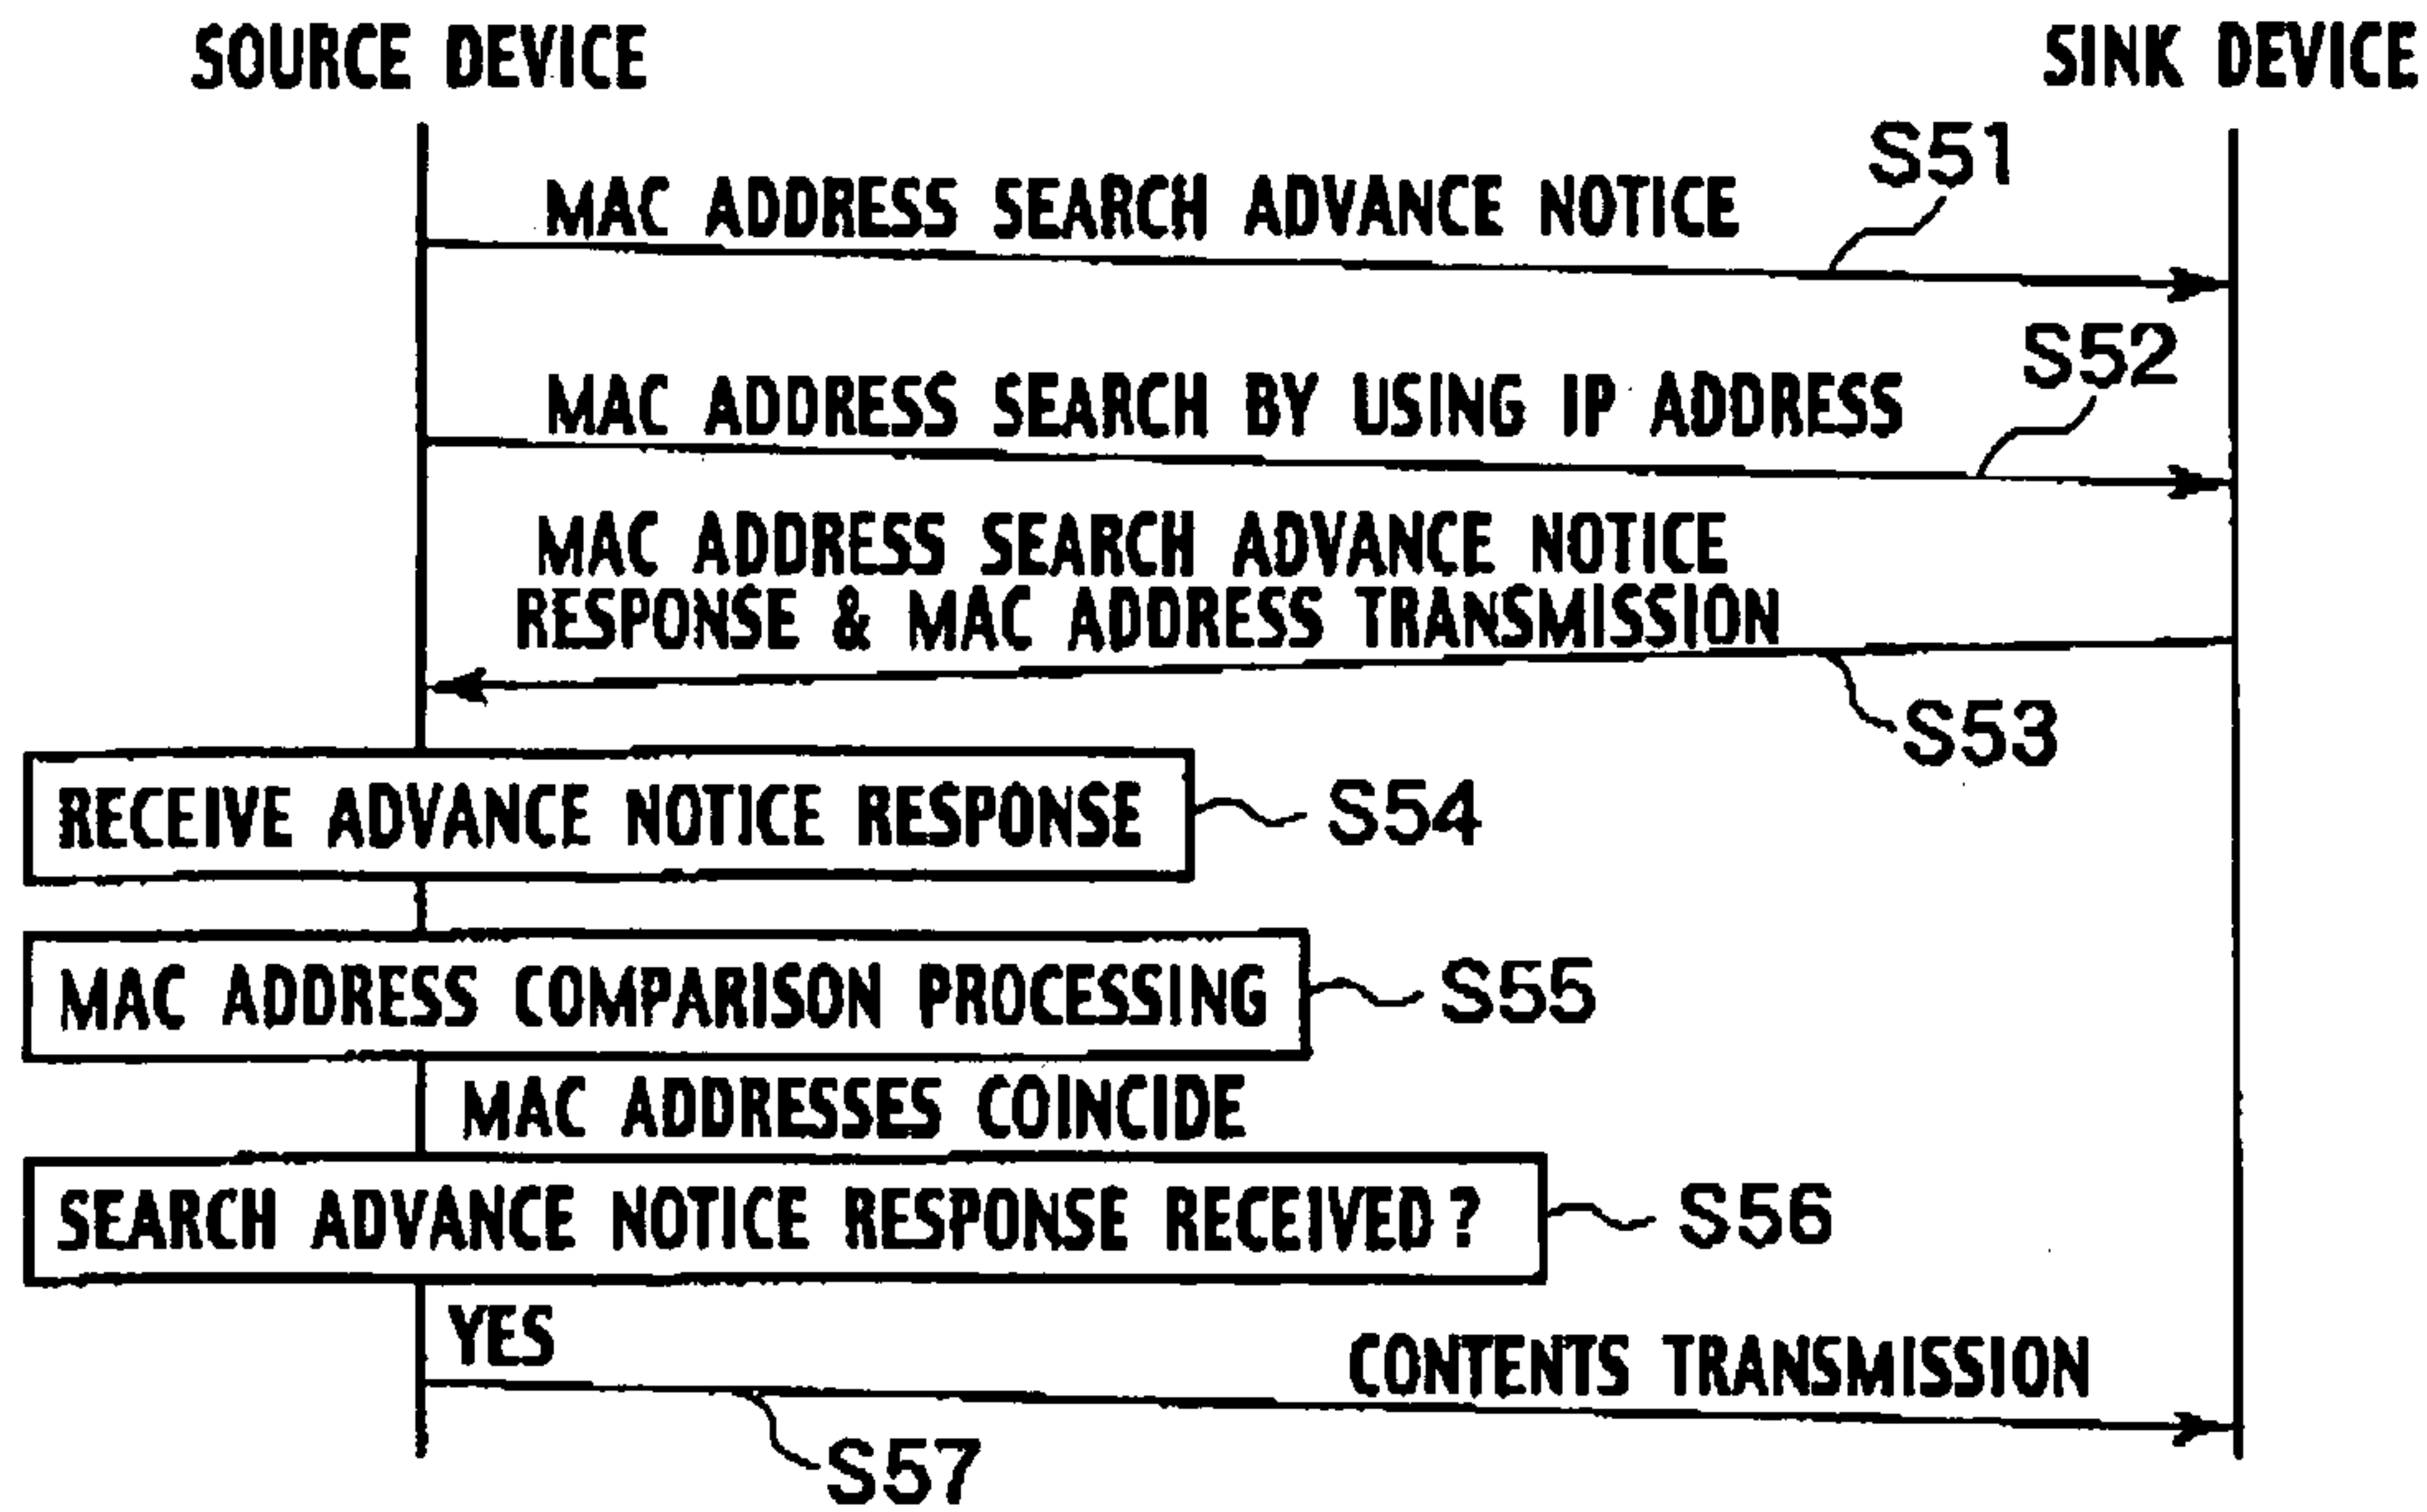 SOURCE DEVICE
SINK DEVICE
S51
MAC ADDRESS SEARCH ADVANCE NOTICE
S52
MAC ADDRESS SEARCH BY USING IP ADDRESS
MAC ADDRESS SEARCH ADVANCE NOTICE
RESPONSE & MAC ADDRESS TRANSMISSION
S53
RECEIVE ADVANCE NOTICE RESPONSE
S54
MAC ADDRESS COMPARISON PROCESSING
S55
MAC ADDRESSES COINCIDE
SEARCH ADVANCE NOTICE RESPONSE RECEIVED?
S56
YES
CONTENTS TRANSMISSION
S57